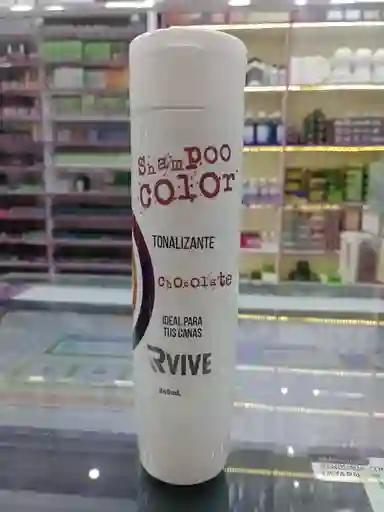 Shampoo
Color
TONALIZANTE
Chocolate
IDEAL PARA
TUS CANAS
RVIVE